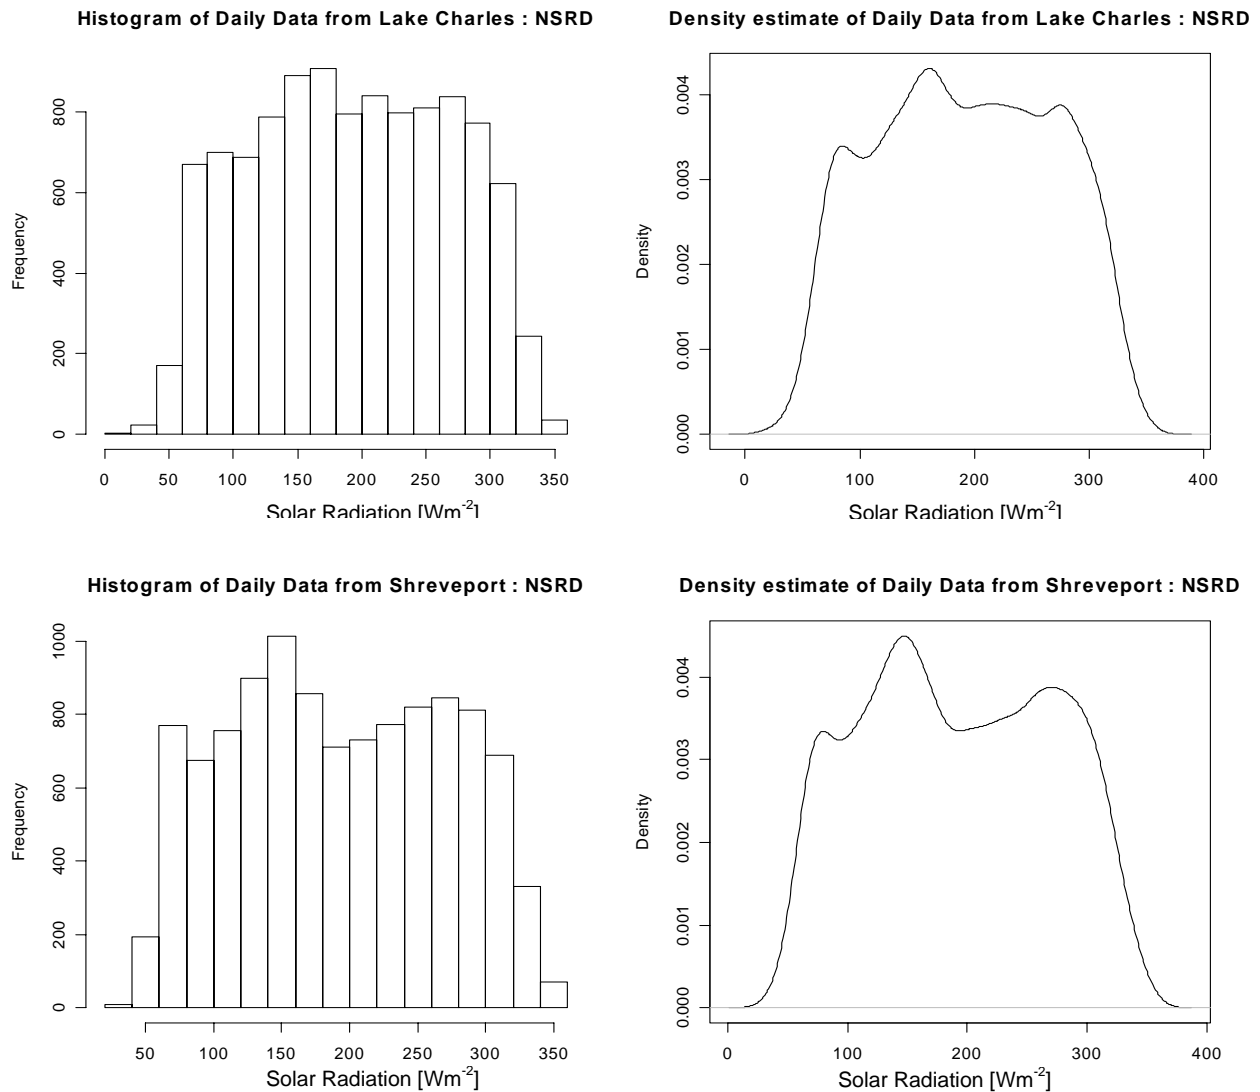 Histogram of Daily Data from Lake Charles : NSRD
Frequency
0 200 400 600 800
0 50 100 150 200 250 300 350
Solar Radiation [Wm-2]
Density estimate of Daily Data from Lake Charles : NSRD
Density
0.000 0.001 0.002 0.003 0.004
0 100 200 300 400
Solar Radiation [Wm-2]
Histogram of Daily Data from Shreveport : NSRD
Frequency
0 200 400 600 800 1000
50 100 150 200 250 300 350
Solar Radiation [Wm-2]
Density estimate of Daily Data from Shreveport : NSRD
Density
0.000 0.001 0.002 0.003 0.004
0 100 200 300 400
Solar Radiation [Wm-2]